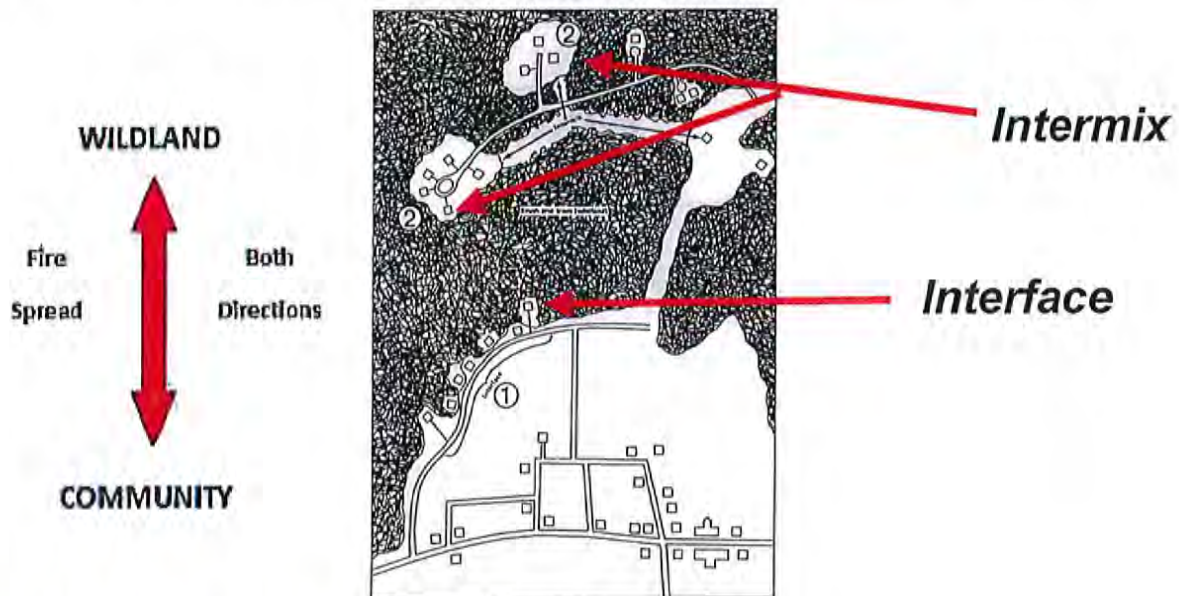 WILDLAND
Fire
Spread
Both
Directions
COMMUNITY
②
②
①
Intermix
Interface